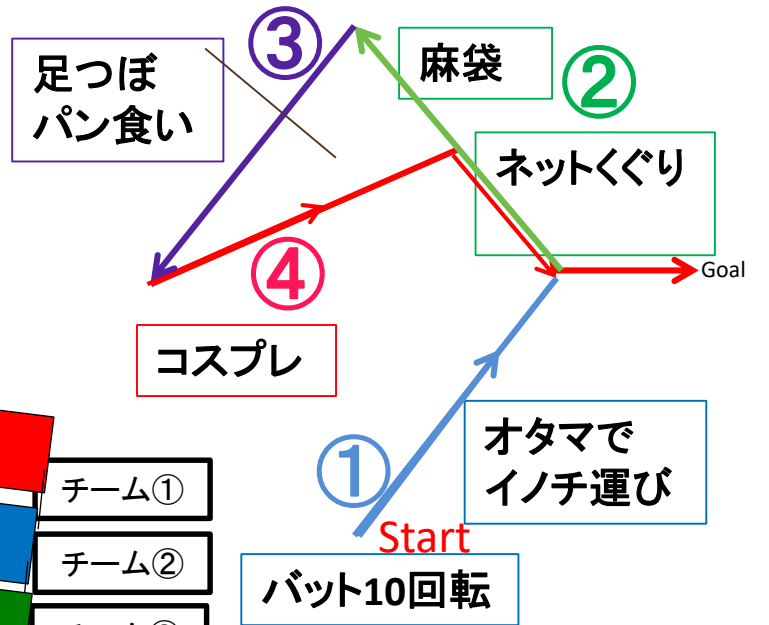 ③
足つぼ
パン食い
麻袋
②
ネットくぐり
④
Goal
コスプレ
①
オタマで
イノチ運び
Start
バット10回転
チーム①
チーム②